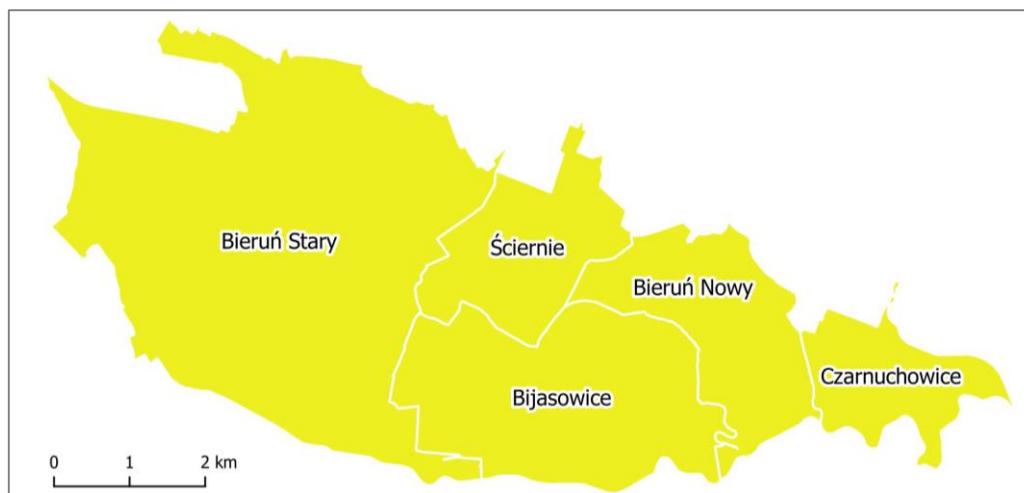 Bieruń Stary
Ściernie
Bieruń Nowy
Czarnuchowice
Bijasowice
0 1 2 km